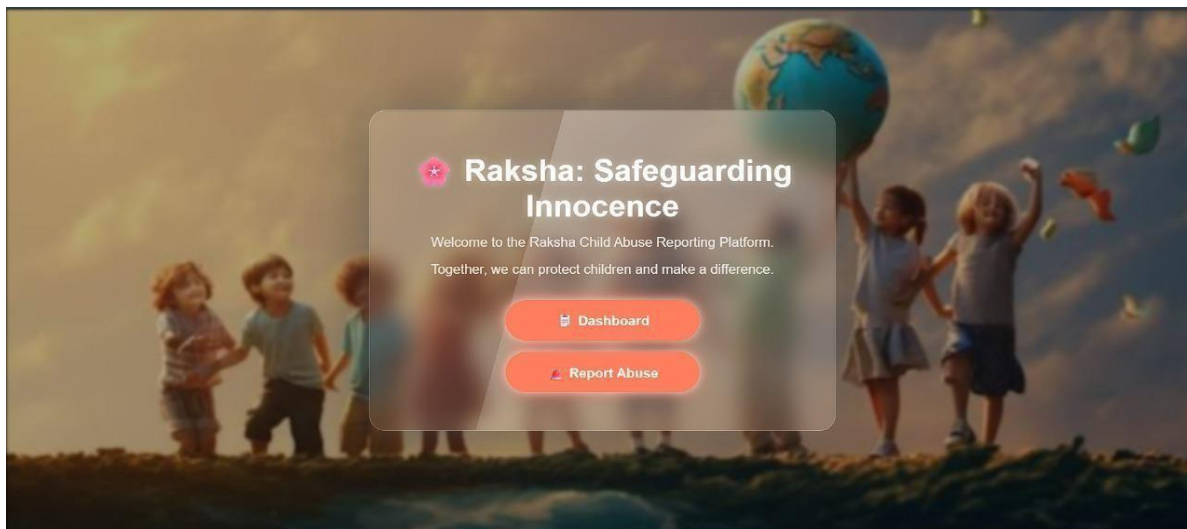 🌸 Raksha: Safeguarding
Innocence
Welcome to the Raksha Child Abuse Reporting Platform.
Together, we can protect children and make a difference.
Dashboard
Report Abuse